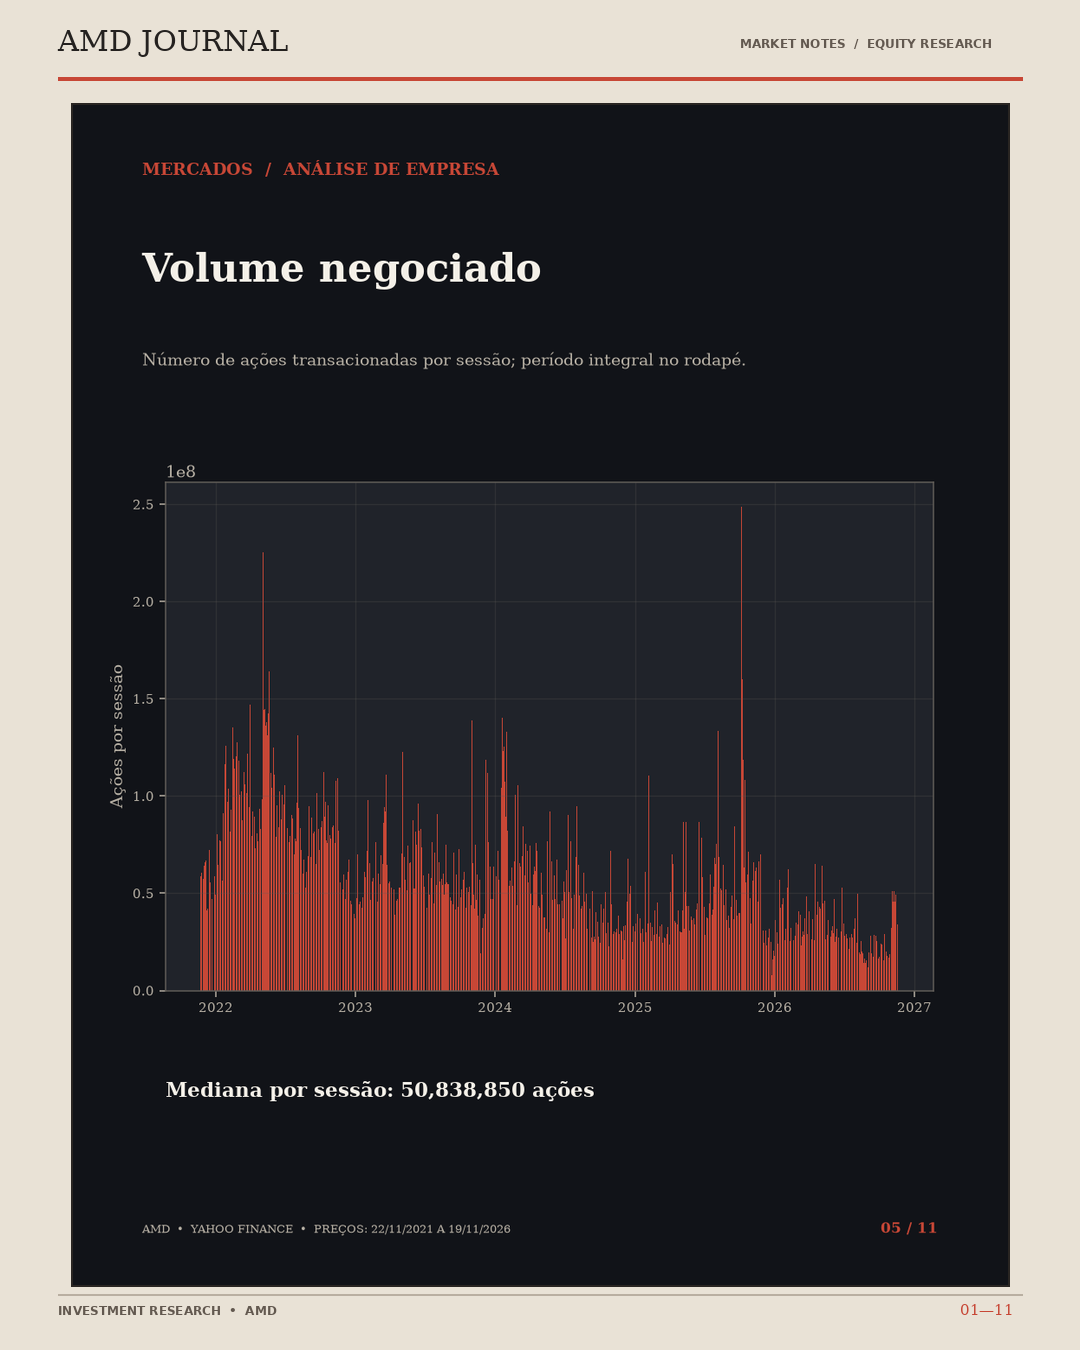 AMD JOURNAL
MARKET NOTES / EQUITY RESEARCH
MERCADOS / ANÁLISE DE EMPRESA
Volume negociado
Número de ações transacionadas por sessão; período integral no rodapé.
1e8
2.5
2.0
1.5
1.0
0.5
0.0
Ações por sessão
2022 2023 2024 2025 2026 2027
Mediana por sessão: 50,838,850 ações
AMD • YAHOO FINANCE • PREÇOS: 22/11/2021 A 19/11/2026
05 / 11
INVESTMENT RESEARCH • AMD
01—11